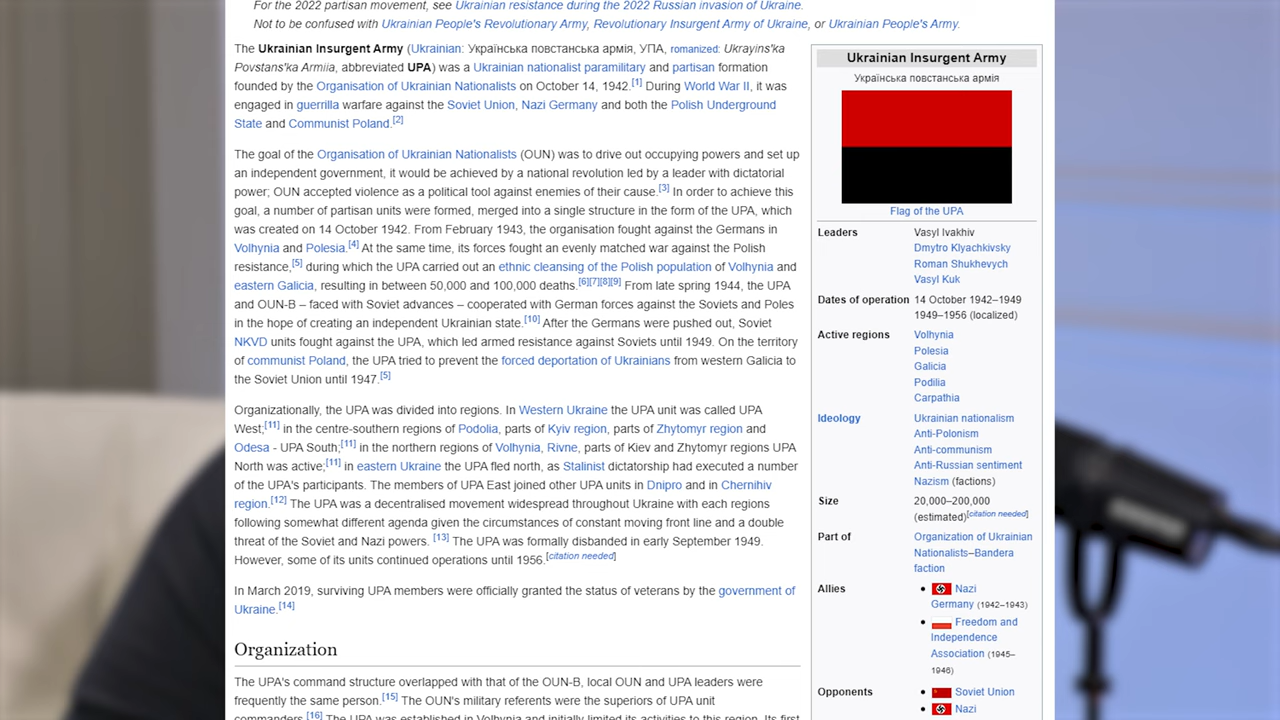 For the 2022 partisan movement, see Ukrainian resistance during the 2022 Russian invasion of Ukraine.
Not to be confused with Ukrainian People's Revolutionary Army, Revolutionary Insurgent Army of Ukraine, or Ukrainian People's Army.
The Ukrainian Insurgent Army (Ukrainian: Українська повстанська армія, УПА, romanized: Ukrayins'ka
Povstans'ka Armiia, abbreviated UPA) was a Ukrainian nationalist paramilitary and partisan formation
founded by the Organisation of Ukrainian Nationalists on October 14, 1942.[1] During World War II, it was
engaged in guerrilla warfare against the Soviet Union, Nazi Germany and both the Polish Underground
State and Communist Poland.[2]
The goal of the Organisation of Ukrainian Nationalists (OUN) was to drive out occupying powers and set up
an independent government, it would be achieved by a national revolution led by a leader with dictatorial
power; OUN accepted violence as a political tool against enemies of their cause.[3] In order to achieve this
goal, a number of partisan units were formed, merged into a single structure in the form of the UPA, which
was created on 14 October 1942. From February 1943, the organisation fought against the Germans in
Volhynia and Polesia.[4] At the same time, its forces fought an evenly matched war against the Polish
resistance,[5] during which the UPA carried out an ethnic cleansing of the Polish population of Volhynia and
eastern Galicia, resulting in between 50,000 and 100,000 deaths.[6][7][8][9] From late spring 1944, the UPA
and OUN-B – faced with Soviet advances – cooperated with German forces against the Soviets and Poles
in the hope of creating an independent Ukrainian state.[10] After the Germans were pushed out, Soviet
NKVD units fought against the UPA, which led armed resistance against Soviets until 1949. On the territory
of communist Poland, the UPA tried to prevent the forced deportation of Ukrainians from western Galicia to
the Soviet Union until 1947.[5]
Organizationally, the UPA was divided into regions. In Western Ukraine the UPA unit was called UPA
West;[11] in the centre-southern regions of Podolia, parts of Kyiv region, parts of Zhytomyr region and
Odesa - UPA South;[11] in the northern regions of Volhynia, Rivne, parts of Kiev and Zhytomyr regions UPA
North was active;[11] in eastern Ukraine the UPA fled north, as Stalinist dictatorship had executed a number
of the UPA's participants. The members of UPA East joined other UPA units in Dnipro and in Chernihiv
region.[12] The UPA was a decentralised movement widespread throughout Ukraine with each regions
following somewhat different agenda given the circumstances of constant moving front line and a double
threat of the Soviet and Nazi powers. [13] The UPA was formally disbanded in early September 1949.
However, some of its units continued operations until 1956.[citation needed]
In March 2019, surviving UPA members were officially granted the status of veterans by the government of
Ukraine.[14]
Organization
The UPA's command structure overlapped with that of the OUN-B, local OUN and UPA leaders were
frequently the same person.[15] The OUN's military referents were the superiors of UPA unit
commanders.[16] The UPA was established in Volhynia and initially limited its activities to this region. Its first
Ukrainian Insurgent Army
Українська повстанська армія
Flag of the UPA
Leaders Vasyl Ivakhiv
Dmytro Klyachkivsky
Roman Shukhevych
Vasyl Kuk
Dates of operation 14 October 1942–1949
1949–1956 (localized)
Active regions Volhynia
Polesia
Galicia
Podilia
Carpathia
Ideology Ukrainian nationalism
Anti-Polonism
Anti-communism
Anti-Russian sentiment
Nazism (factions)
Size 20,000–200,000
(estimated)[citation needed]
Part of Organization of Ukrainian
Nationalists–Bandera
faction
Allies • Nazi
Germany (1942–1943)
• Freedom and
Independence
Association (1945–
1946)
Opponents • Soviet Union
• Nazi